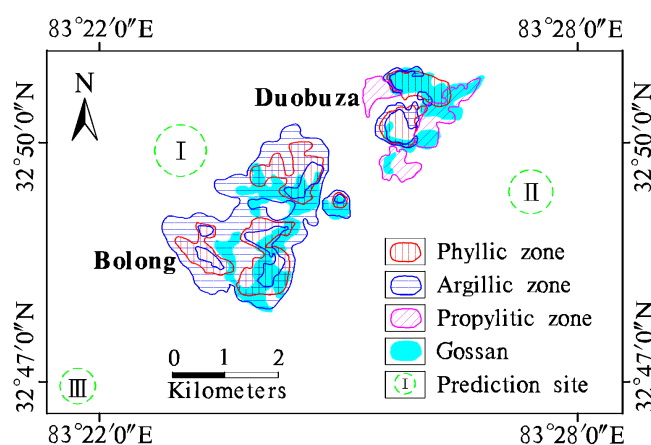 83°22′0″E 83°28′0″E
N
Duobuza
32°50′N
32°50′0″N
I
II
Bolong
Phyllic zone
Argillic zone
Propylitic zone
Gossan
I Prediction site
0 1 2
Kilometers
III
32°47′0″N
32°47′0″N
83°22′0″E 83°28′0″E